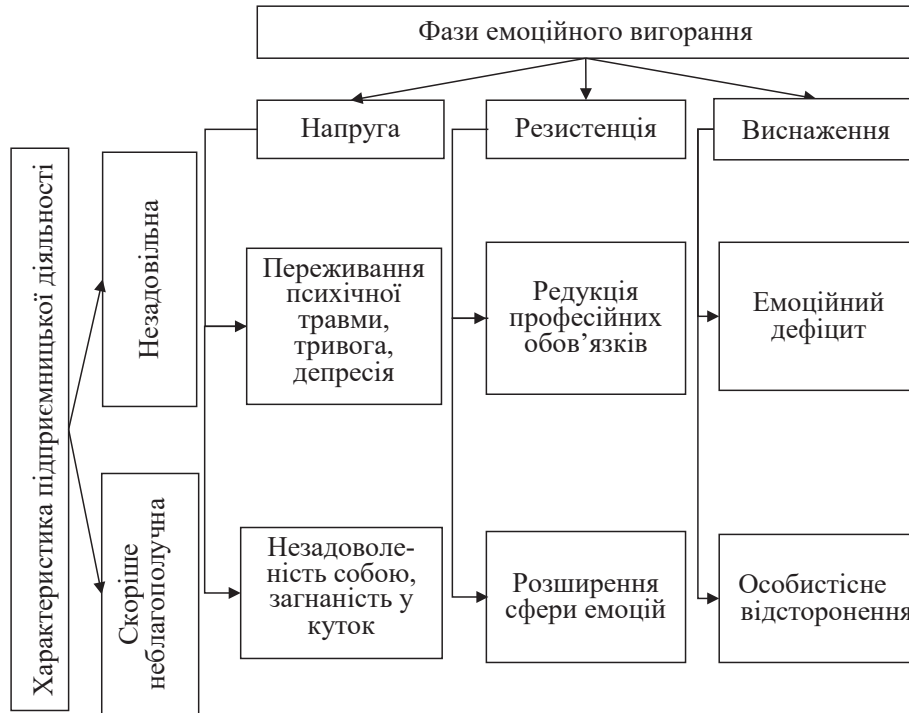 Фази емоційного вигорання
Напруга
Резистенція
Виснаження
Характеристика підприємницької діяльності
Незадовільна
Переживання
психічної
травми,
тривога,
депресія
Редукція
професійних
обов’язків
Емоційний
дефіцит
Скоріше
неблагополучна
Незадоволе-
ність собою,
загнаність у
куток
Розширення
сфери емоцій
Особистісне
відсторонення